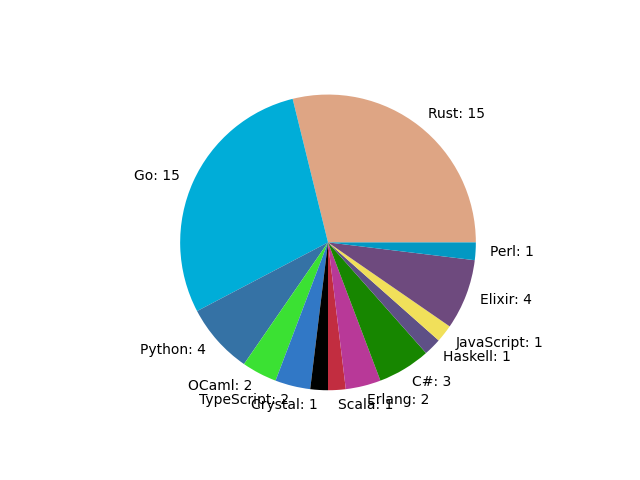 Rust: 15
Go: 15
Python: 4
OCaml: 2
TypeScript: 2
Crystal: 1
Scala: 1
Erlang: 2
C#: 3
Haskell: 1
JavaScript: 1
Elixir: 4
Perl: 1